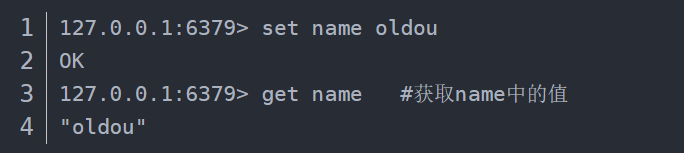 1 127.0.0.1:6379> set name oldou
2 OK
3 127.0.0.1:6379> get name   #获取name中的值
4 "oldou"